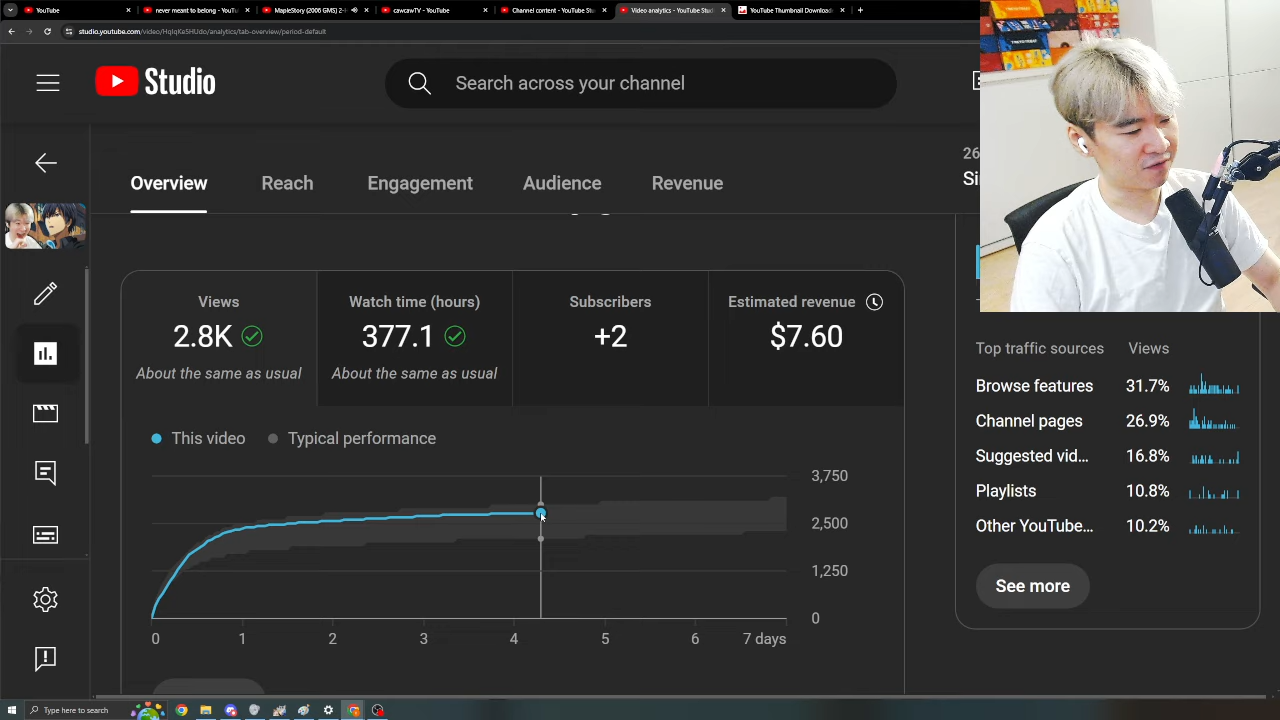 YouTube
never meant to belong - YouTu
MapleStory [2006 GMS] 2-
cawcawTV - YouTube
Channel content - YouTube Stu
Video analytics - YouTube Stud
YouTube Thumbnail Download
studio.youtube.com/video/HqIqKe5HUdo/analytics/tab-overview/period-default
Studio
Search across your channel
Overview
Reach
Engagement
Audience
Revenue
26
Views
2.8K
About the same as usual
Watch time (hours)
377.1
About the same as usual
Subscribers
+2
Estimated revenue
$7.60
This video
Typical performance
3,750
2,500
1,250
0
0 1 2 3 4 5 6 7 days
Top traffic sources Views
Browse features 31.7%
Channel pages 26.9%
Suggested vid... 16.8%
Playlists 10.8%
Other YouTube... 10.2%
See more
Type here to search